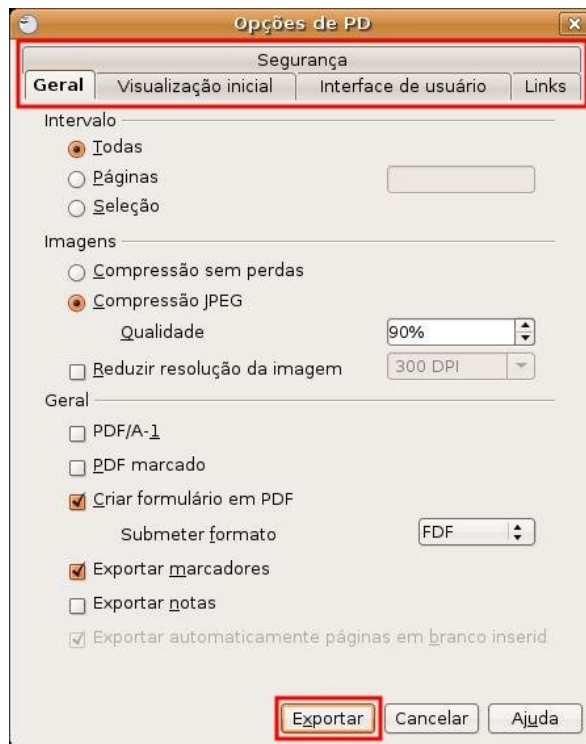 Opções de PD
Segurança
Geral Visualização inicial Interface de usuário Links
Intervalo
Todas
Páginas
Seleção
Imagens
Compressão sem perdas
Compressão JPEG
Qualidade 90%
Reduzir resolução da imagem 300 DPI
Geral
PDF/A-1
PDF marcado
Criar formulário em PDF
Submeter formato FDF
Exportar marcadores
Exportar notas
Exportar automaticamente páginas em branco inserid
Exportar Cancelar Ajuda